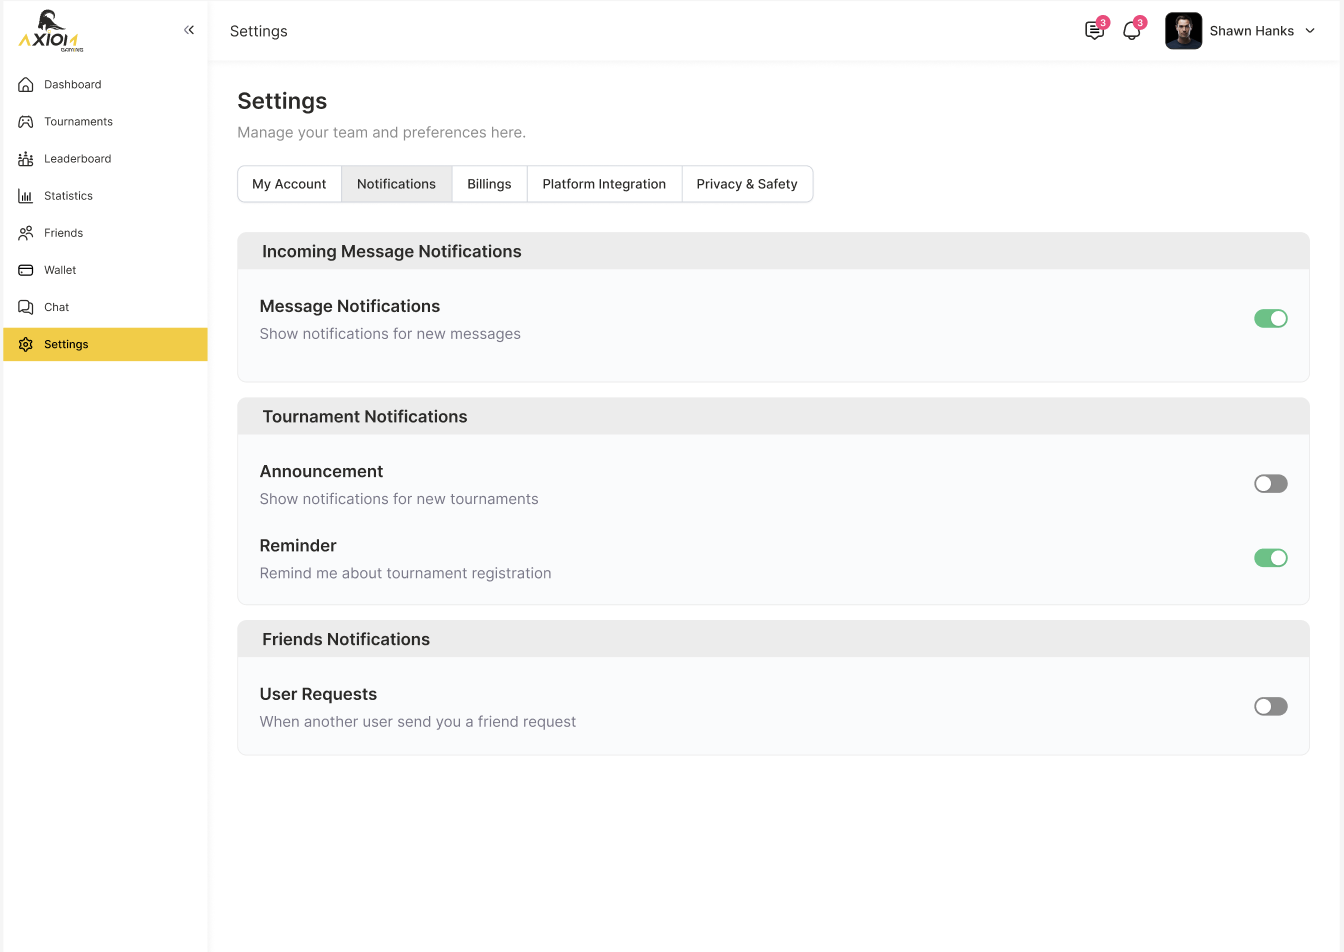 AXIOM
GAMING
Settings
3
3
Shawn Hanks
Dashboard
Tournaments
Leaderboard
Statistics
Friends
Wallet
Chat
Settings
Settings
Manage your team and preferences here.
My Account
Notifications
Billings
Platform Integration
Privacy & Safety
Incoming Message Notifications
Message Notifications
Show notifications for new messages
Tournament Notifications
Announcement
Show notifications for new tournaments
Reminder
Remind me about tournament registration
Friends Notifications
User Requests
When another user send you a friend request